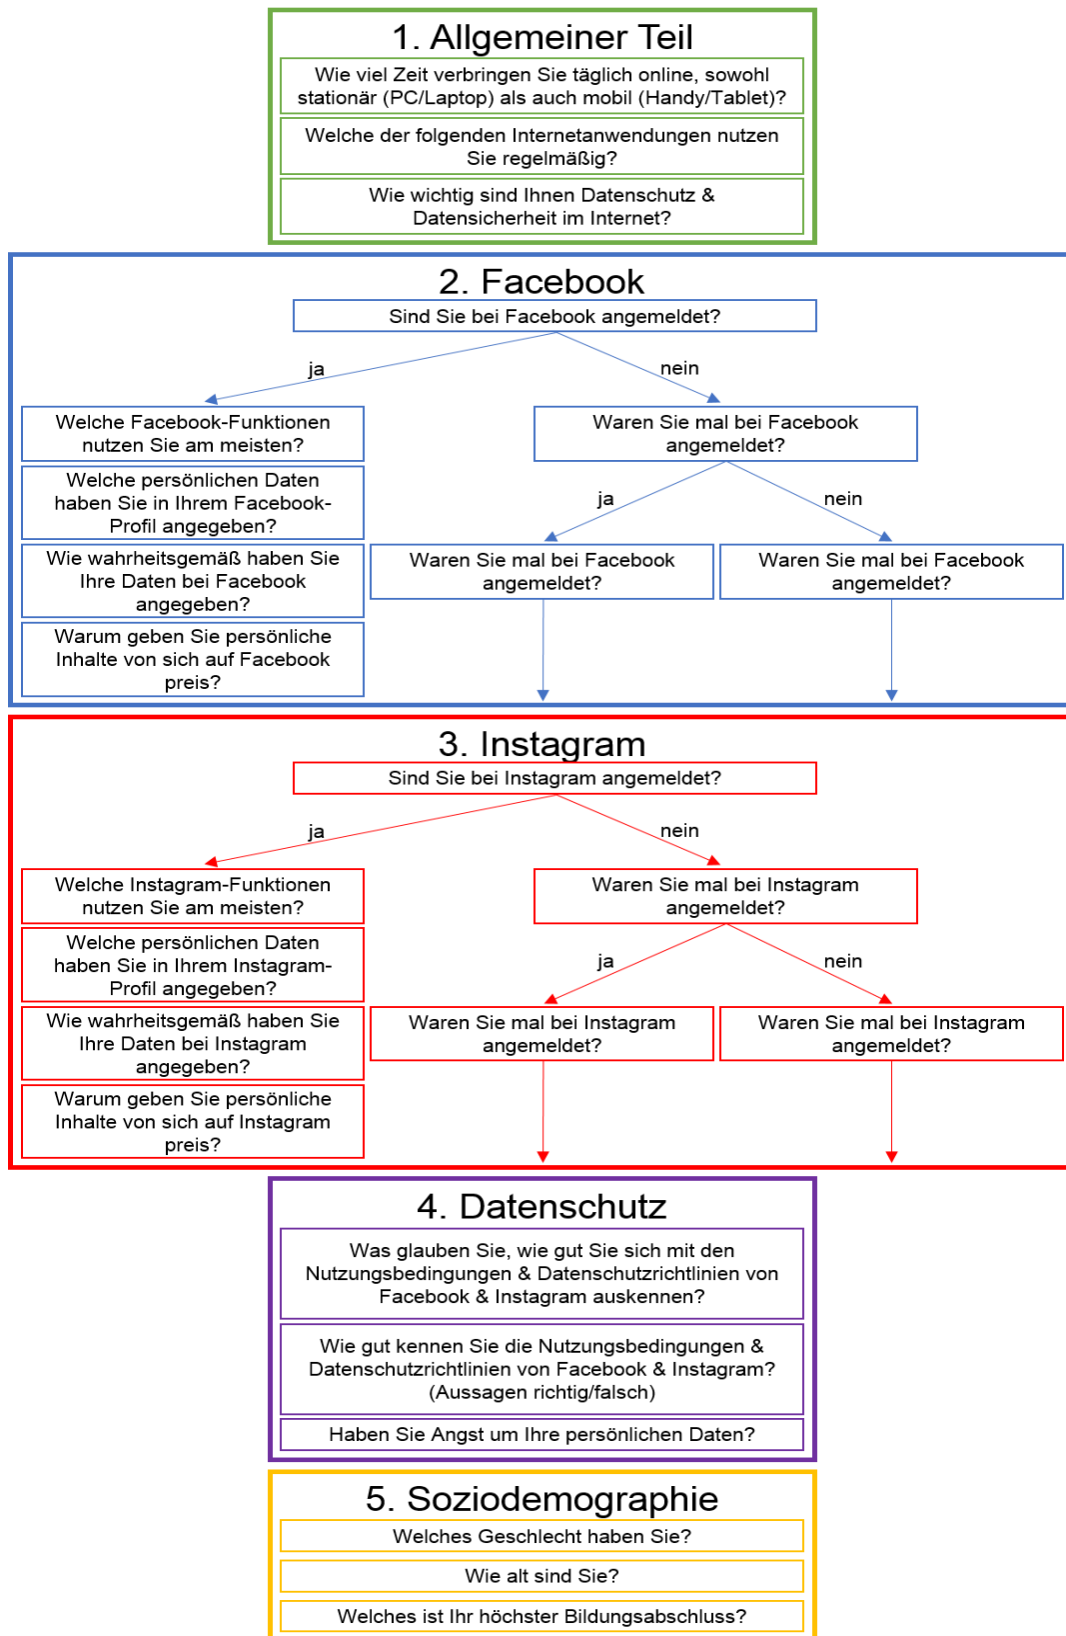 1. Allgemeiner Teil
Wie viel Zeit verbringen Sie täglich online, sowohl
stationär (PC/Laptop) als auch mobil (Handy/Tablet)?
Welche der folgenden Internetanwendungen nutzen
Sie regelmäßig?
Wie wichtig sind Ihnen Datenschutz &
Datensicherheit im Internet?
2. Facebook
Sind Sie bei Facebook angemeldet?
ja
nein
Welche Facebook-Funktionen
nutzen Sie am meisten?
Welche persönlichen Daten
haben Sie in Ihrem Facebook-
Profil angegeben?
Wie wahrheitsgemäß haben Sie
Ihre Daten bei Facebook
angegeben?
Warum geben Sie persönliche
Inhalte von sich auf Facebook
preis?
Waren Sie mal bei Facebook
angemeldet?
ja
nein
Waren Sie mal bei Facebook
angemeldet?
Waren Sie mal bei Facebook
angemeldet?
3. Instagram
Sind Sie bei Instagram angemeldet?
ja
nein
Welche Instagram-Funktionen
nutzen Sie am meisten?
Welche persönlichen Daten
haben Sie in Ihrem Instagram-
Profil angegeben?
Wie wahrheitsgemäß haben Sie
Ihre Daten bei Instagram
angegeben?
Warum geben Sie persönliche
Inhalte von sich auf Instagram
preis?
Waren Sie mal bei Instagram
angemeldet?
ja
nein
Waren Sie mal bei Instagram
angemeldet?
Waren Sie mal bei Instagram
angemeldet?
4. Datenschutz
Was glauben Sie, wie gut Sie sich mit den
Nutzungsbedingungen & Datenschutzrichtlinien von
Facebook & Instagram auskennen?
Wie gut kennen Sie die Nutzungsbedingungen &
Datenschutzrichtlinien von Facebook & Instagram?
(Aussagen richtig/falsch)
Haben Sie Angst um Ihre persönlichen Daten?
5. Soziodemographie
Welches Geschlecht haben Sie?
Wie alt sind Sie?
Welches ist Ihr höchster Bildungsabschluss?